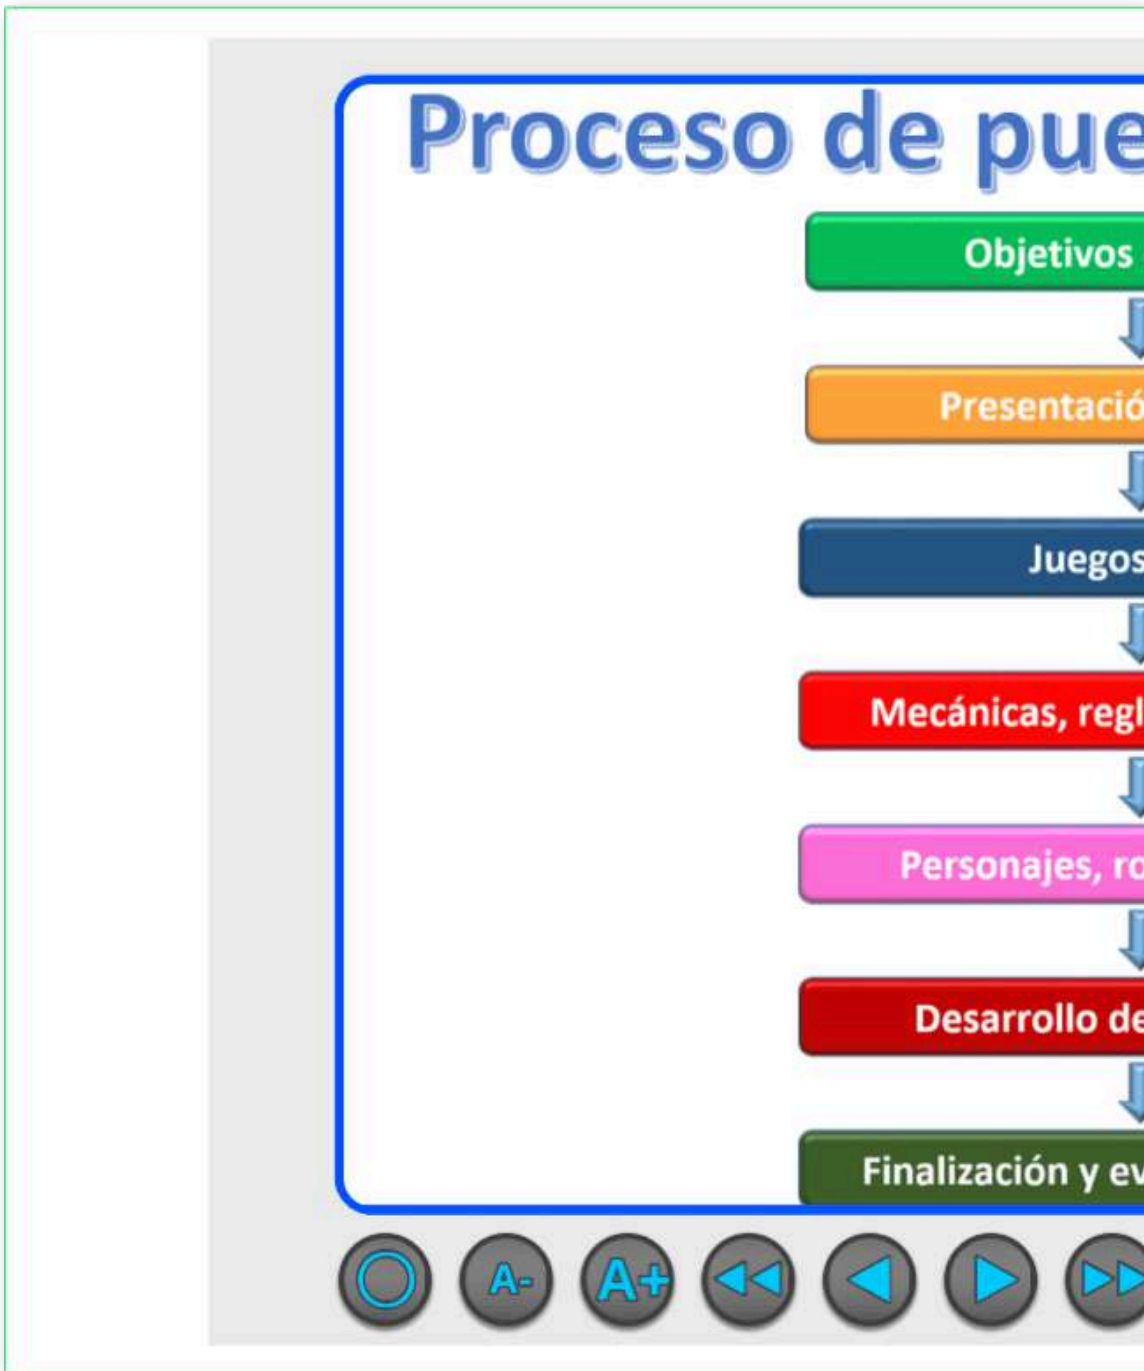 Proceso de pue
Objetivos
Presentació
Juegos
Mecánicas, regl
Personajes, ro
Desarrollo de
Finalización y ev
A-
A+